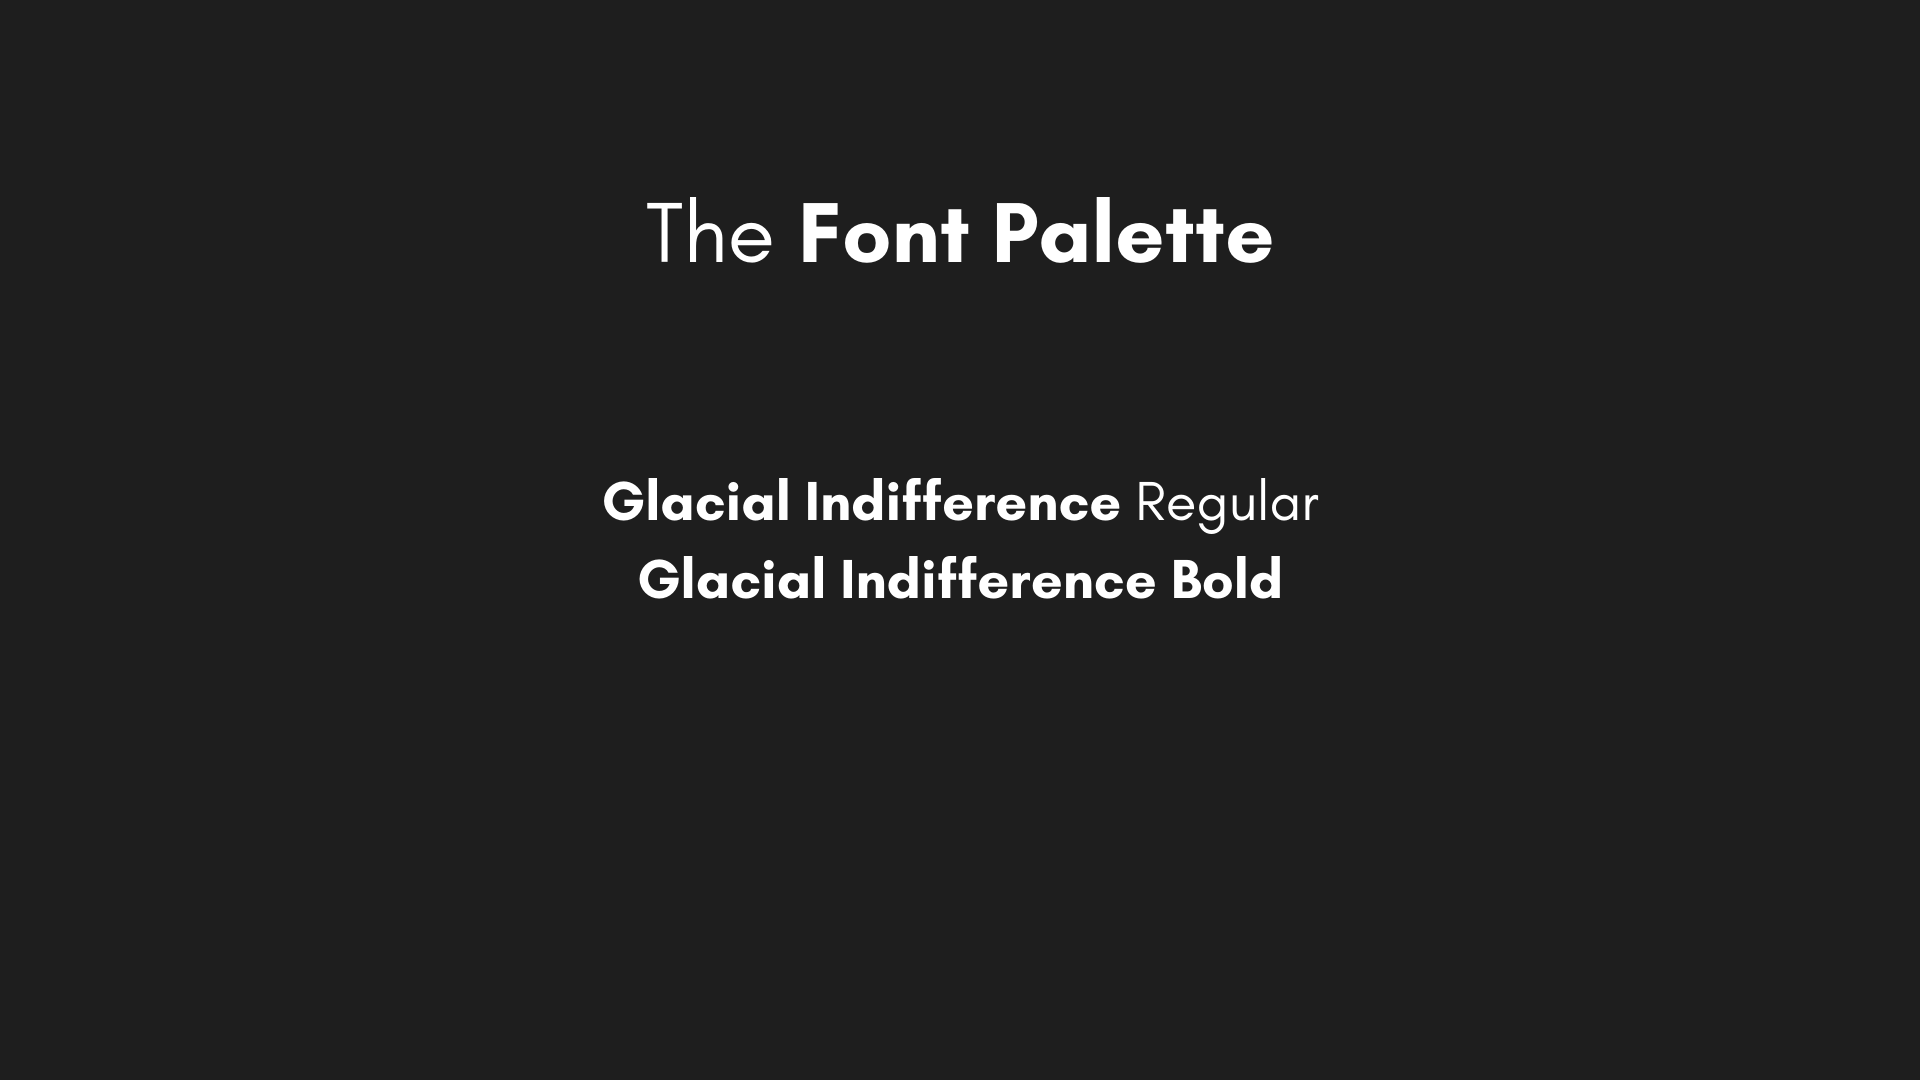 The Font Palette
Glacial Indifference Regular
Glacial Indifference Bold